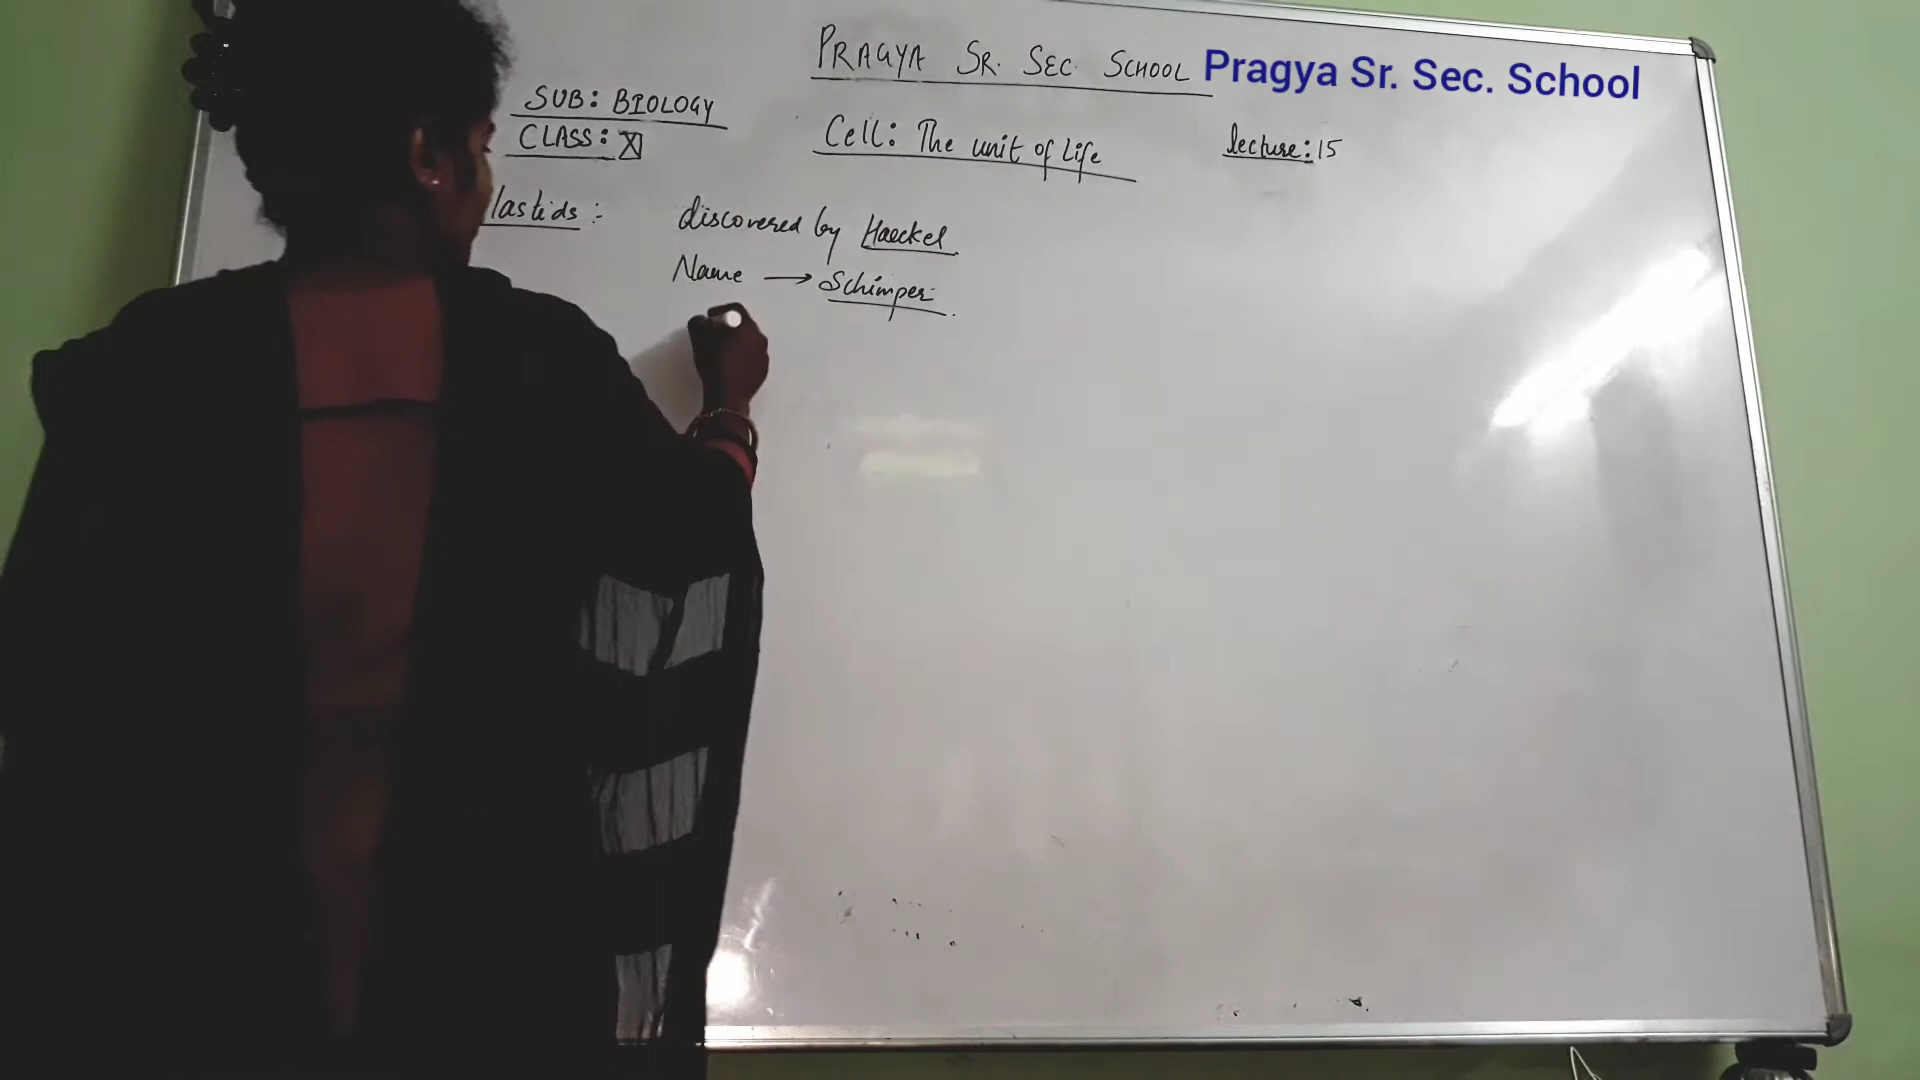 PRAGYA SR. SEC. SCHOOL Pragya Sr. Sec. School
SUB: BIOLOGY
CLASS: XI
Cell: The unit of Life
lecture: 15
lastids :- discovered by Haeckel.
Name → Schimper.